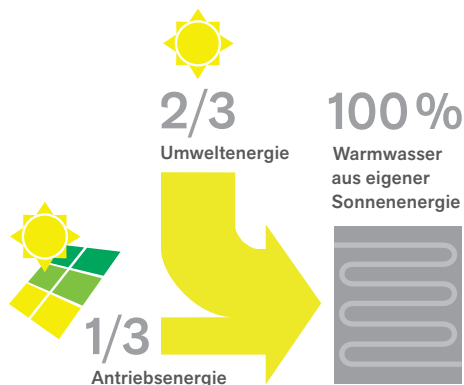 2/3
Umweltenergie
100 %
Warmwasser
aus eigener
Sonnenenergie
1/3
Antriebsenergie